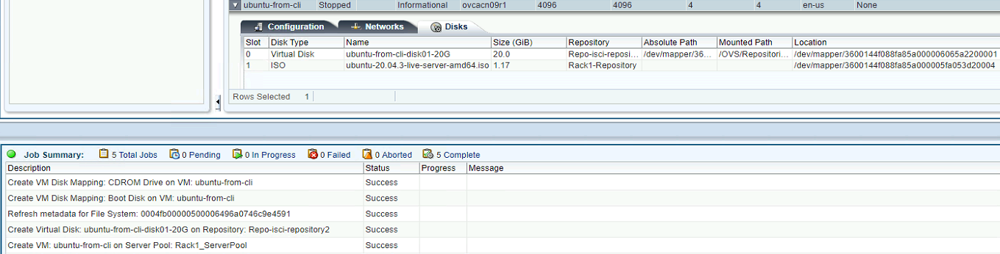 ubuntu-from-cli Stopped Informational ovcacn09r1 4096 4096 4 4 en-us None
Configuration Networks Disks
Slot Disk Type Name Size (GiB) Repository Absolute Path Mounted Path Location
0 Virtual Disk ubuntu-from-cli-disk01-20G 20.0 Repo-isci-reposi... /dev/mapper/36... /OVS/Repositori... /dev/mapper/3600144f088fa85a000006065a2200001
1 ISO ubuntu-20.04.3-live-server-amd64.iso 1.17 Rack1-Repository /dev/mapper/3600144f088fa85a000005fa053d20004
Rows Selected 1
Job Summary: 5 Total Jobs 0 Pending 0 In Progress 0 Failed 0 Aborted 5 Complete
Description Status Progress Message
Create VM Disk Mapping: CDROM Drive on VM: ubuntu-from-cli Success
Create VM Disk Mapping: Boot Disk on VM: ubuntu-from-cli Success
Refresh metadata for File System: 0004fb00000500006496a0746c9e4591 Success
Create Virtual Disk: ubuntu-from-cli-disk01-20G on Repository: Repo-isci-repository2 Success
Create VM: ubuntu-from-cli on Server Pool: Rack1_ServerPool Success